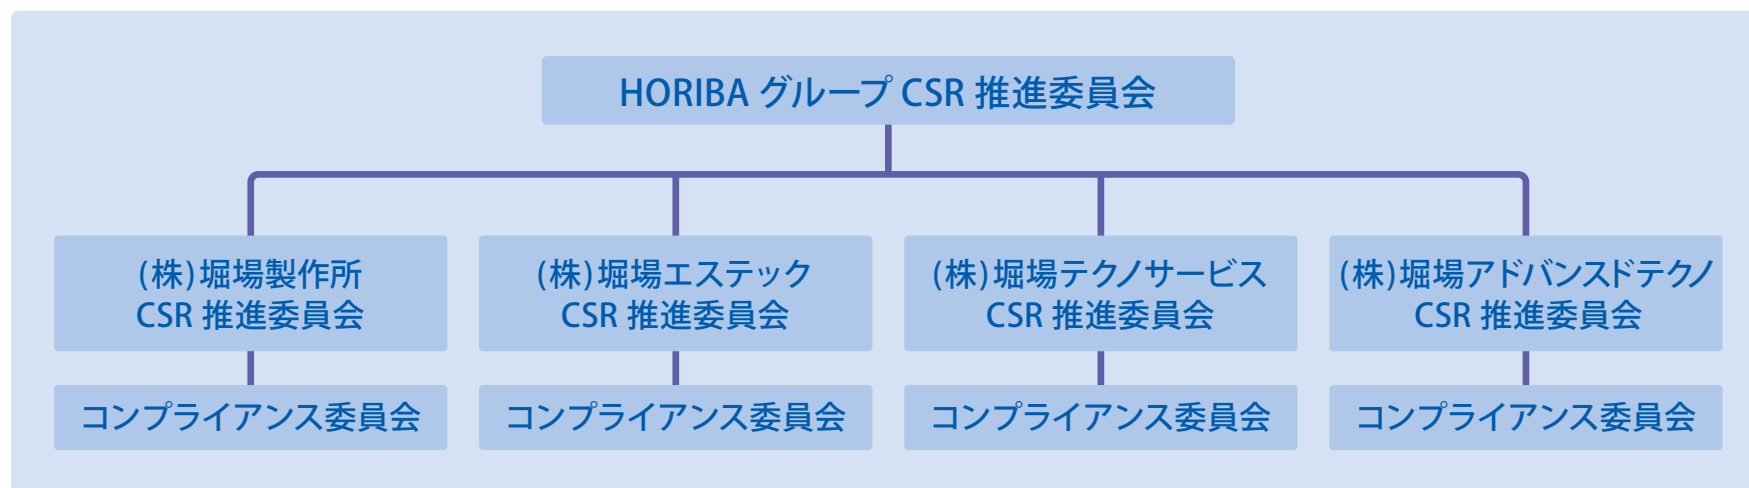 HORIBA グループ CSR 推進委員会
(株)堀場製作所
CSR 推進委員会
(株)堀場エステック
CSR 推進委員会
(株)堀場テクノサービス
CSR 推進委員会
(株)堀場アドバンスドテクノ
CSR 推進委員会
コンプライアンス委員会
コンプライアンス委員会
コンプライアンス委員会
コンプライアンス委員会